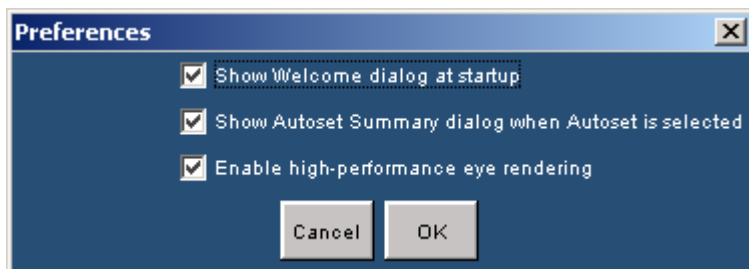 Preferences
Show Welcome dialog at startup
Show Autoset Summary dialog when Autoset is selected
Enable high-performance eye rendering
Cancel OK